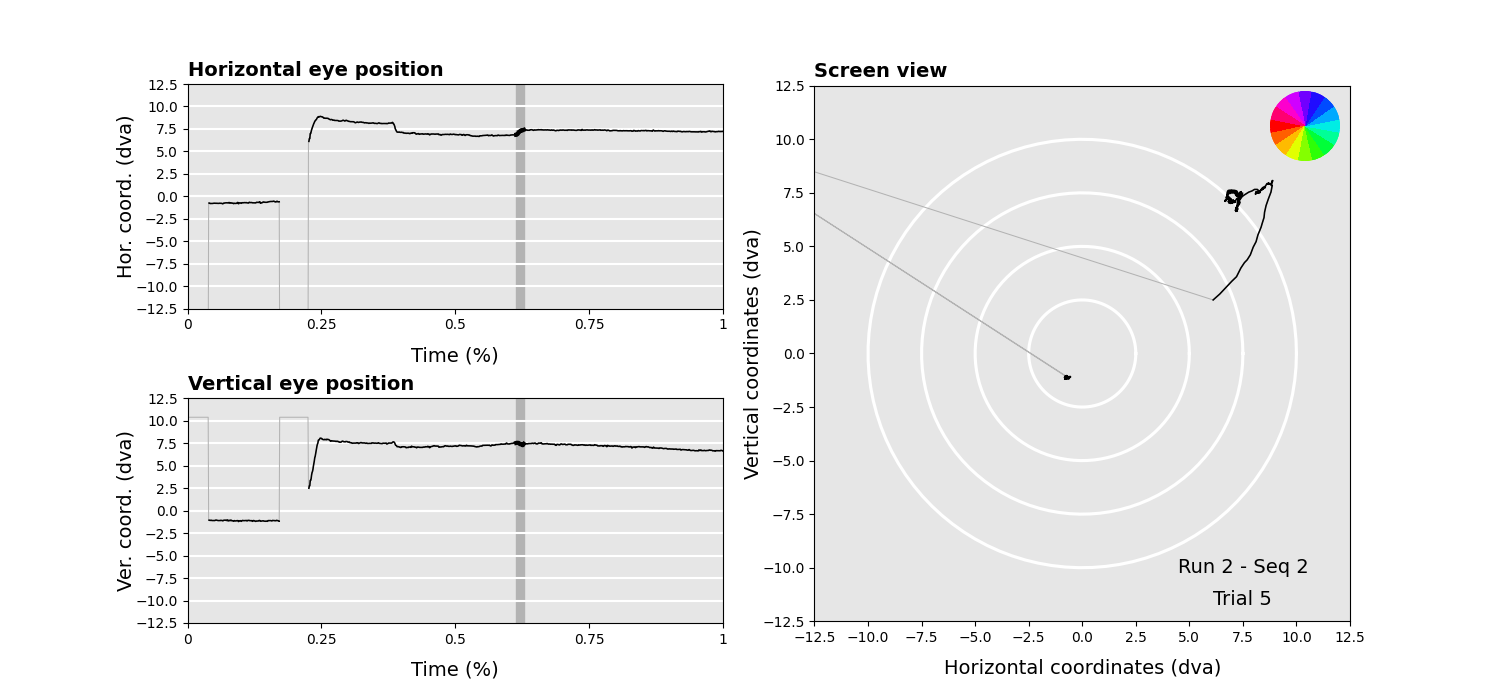 Horizontal eye position
12.5
10.0
7.5
5.0
2.5
0.0
−2.5
−5.0
−7.5
−10.0
−12.5
Hor. coord. (dva)
0 0.25 0.5 0.75 1
Time (%)
Vertical eye position
12.5
10.0
7.5
5.0
2.5
0.0
−2.5
−5.0
−7.5
−10.0
−12.5
Ver. coord. (dva)
0 0.25 0.5 0.75 1
Time (%)
Screen view
12.5
10.0
7.5
5.0
2.5
0.0
−2.5
−5.0
−7.5
−10.0
−12.5
Vertical coordinates (dva)
Run 2 - Seq 2
Trial 5
−12.5 −10.0 −7.5 −5.0 −2.5 0.0 2.5 5.0 7.5 10.0 12.5
Horizontal coordinates (dva)